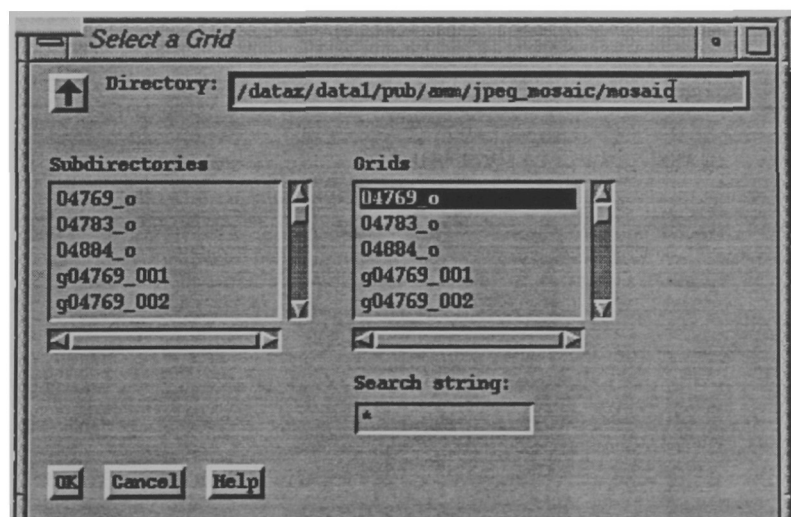 Select a Grid
Directory: /datax/data1/pub/amm/jpeg_mosaic/mosaic
Subdirectories
04769_o
04783_o
04884_o
g04769_001
g04769_002
Grids
04769_o
04783_o
04884_o
g04769_001
g04769_002
Search string:
*
OK Cancel Help